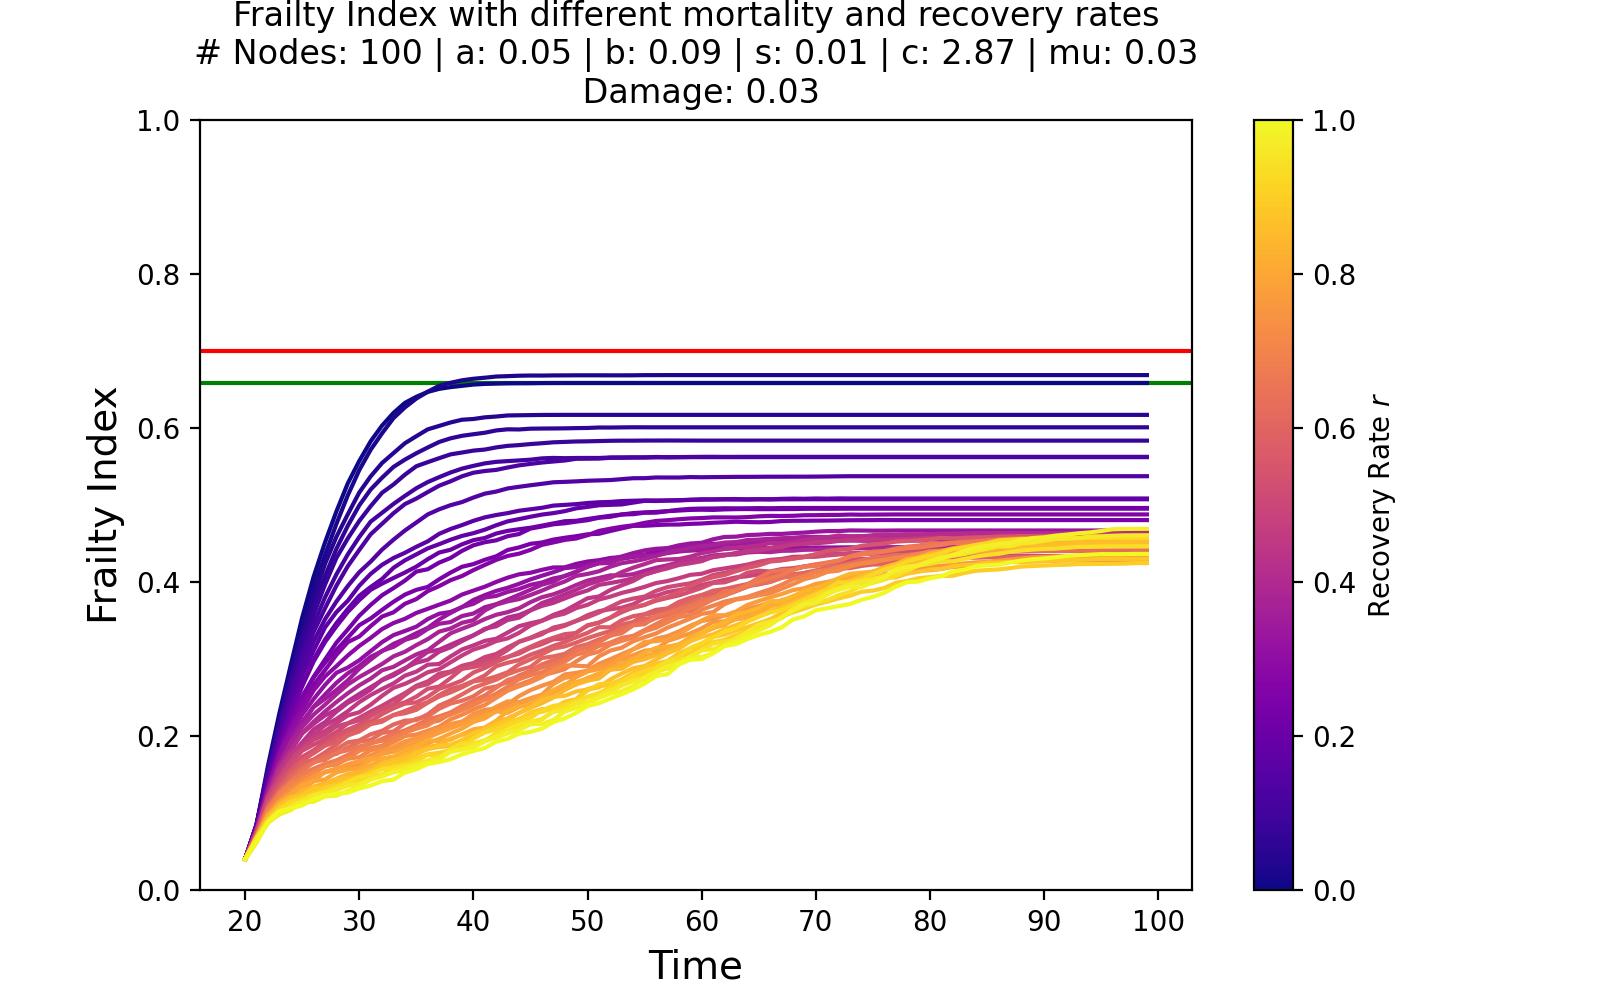 Frailty Index with different mortality and recovery rates
# Nodes: 100 | a: 0.05 | b: 0.09 | s: 0.01 | c: 2.87 | mu: 0.03
Damage: 0.03
Frailty Index
1.0
0.8
0.6
0.4
0.2
0.0
20 30 40 50 60 70 80 90 100
Time
1.0
0.8
0.6
0.4
0.2
0.0
Recovery Rate r